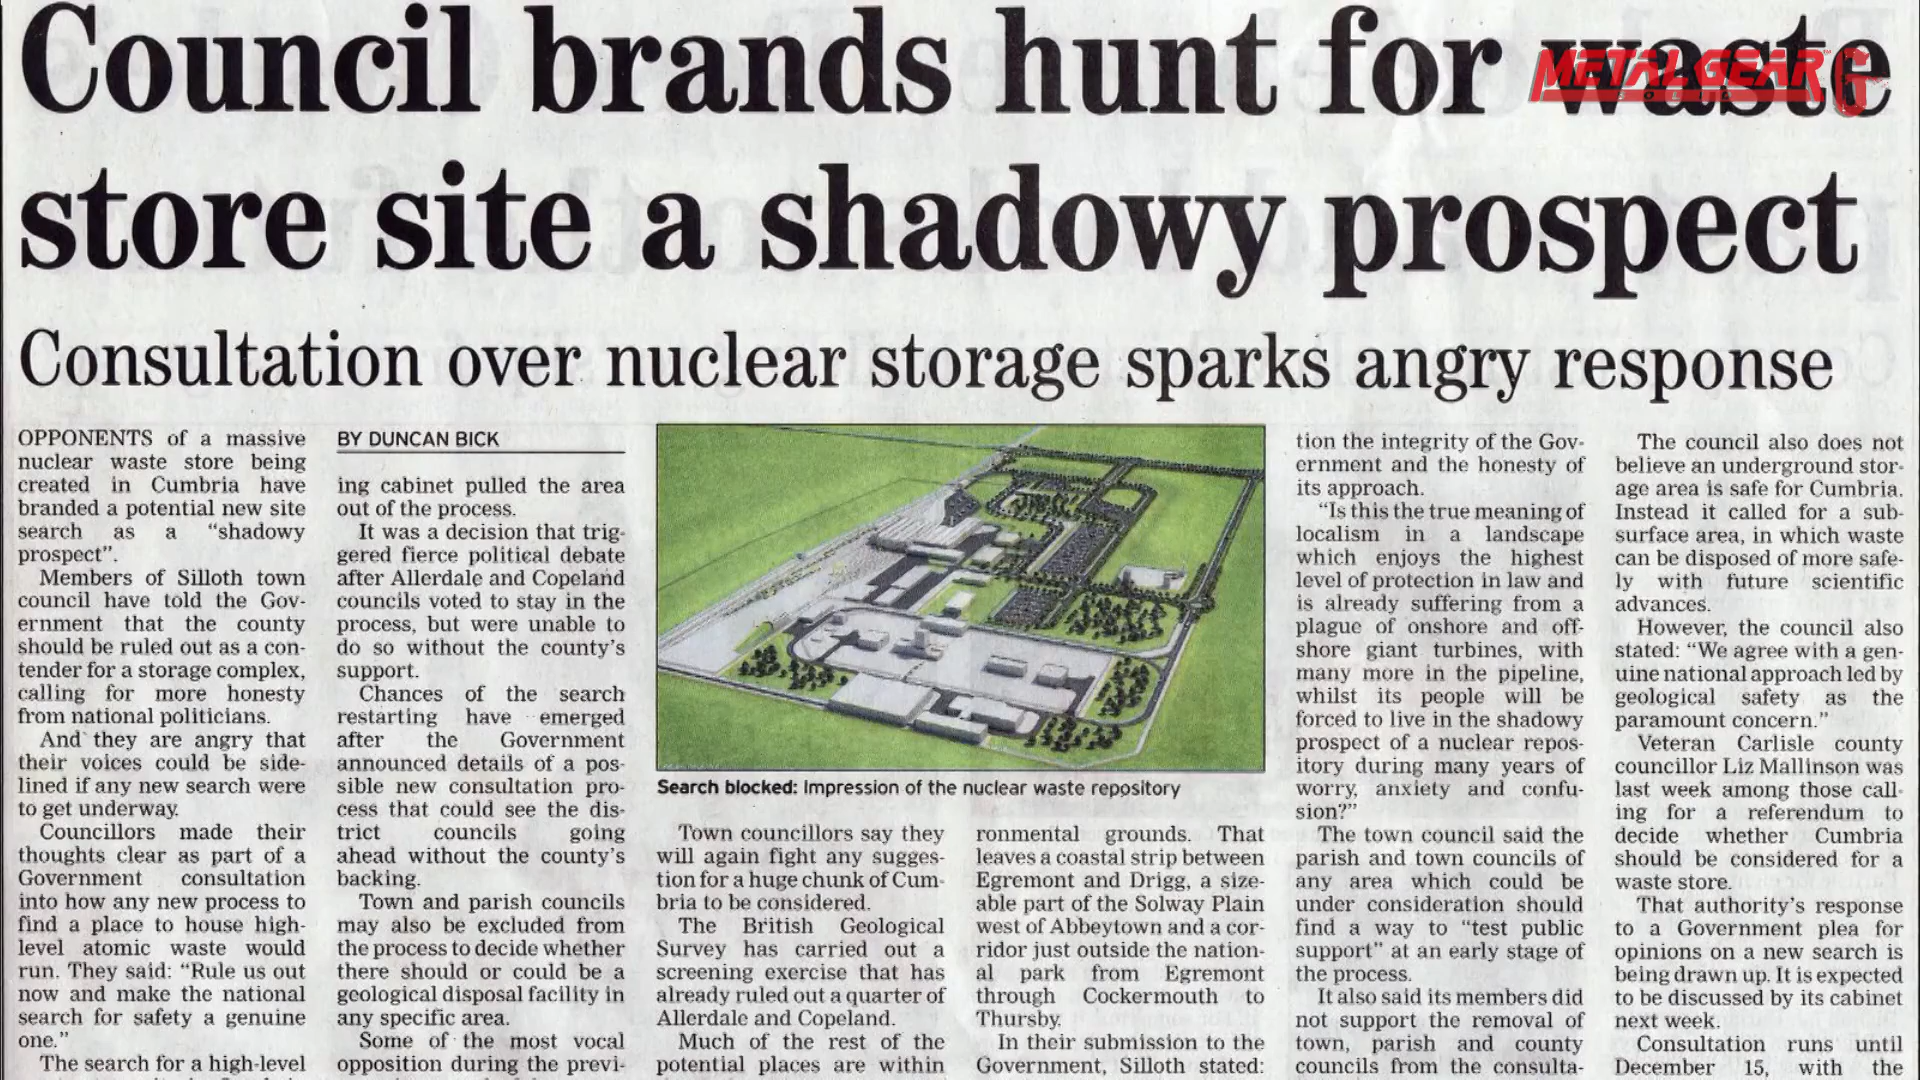 Council brands hunt for waste
store site a shadowy prospect
METAL GEAR
SOLID
Consultation over nuclear storage sparks angry response
OPPONENTS of a massive
nuclear waste store being
created in Cumbria have
branded a potential new site
search as a “shadowy
prospect”.
Members of Silloth town
council have told the Gov-
ernment that the county
should be ruled out as a con-
tender for a storage complex,
calling for more honesty
from national politicians.
And they are angry that
their voices could be side-
lined if any new search were
to get underway.
Councillors made their
thoughts clear as part of a
Government consultation
into how any new process to
find a place to house high-
level atomic waste would
run. They said: “Rule us out
now and make the national
search for safety a genuine
one.”
The search for a high-level
BY DUNCAN BICK
ing cabinet pulled the area
out of the process.
It was a decision that trig-
gered fierce political debate
after Allerdale and Copeland
councils voted to stay in the
process, but were unable to
do so without the county’s
support.
Chances of the search
restarting have emerged
after the Government
announced details of a pos-
sible new consultation pro-
cess that could see the dis-
trict councils going
ahead without the county’s
backing.
Town and parish councils
may also be excluded from
the process to decide whether
there should or could be a
geological disposal facility in
any specific area.
Some of the most vocal
opposition during the previ-
Search blocked: Impression of the nuclear waste repository
Town councillors say they
will again fight any sugges-
tion for a huge chunk of Cum-
bria to be considered.
The British Geological
Survey has carried out a
screening exercise that has
already ruled out a quarter of
Allerdale and Copeland.
Much of the rest of the
potential places are within
ronmental grounds. That
leaves a coastal strip between
Egremont and Drigg, a size-
able part of the Solway Plain
west of Abbeytown and a cor-
ridor just outside the nation-
al park from Egremont
through Cockermouth to
Thursby.
In their submission to the
Government, Silloth stated:
tion the integrity of the Gov-
ernment and the honesty of
its approach.
“Is this the true meaning of
localism in a landscape
which enjoys the highest
level of protection in law and
is already suffering from a
plague of onshore and off-
shore giant turbines, with
many more in the pipeline,
whilst its people will be
forced to live in the shadowy
prospect of a nuclear repos-
itory during many years of
worry, anxiety and confu-
sion?”
The town council said the
parish and town councils of
any area which could be
under consideration should
find a way to “test public
support” at an early stage of
the process.
It also said its members did
not support the removal of
town, parish and county
councils from the consulta-
The council also does not
believe an underground stor-
age area is safe for Cumbria.
Instead it called for a sub-
surface area, in which waste
can be disposed of more safe-
ly with future scientific
advances.
However, the council also
stated: “We agree with a gen-
uine national approach led by
geological safety as the
paramount concern.”
Veteran Carlisle county
councillor Liz Mallinson was
last week among those call-
ing for a referendum to
decide whether Cumbria
should be considered for a
waste store.
That authority’s response
to a Government plea for
opinions on a new search is
being drawn up. It is expected
to be discussed by its cabinet
next week.
Consultation runs until
December 15, with the